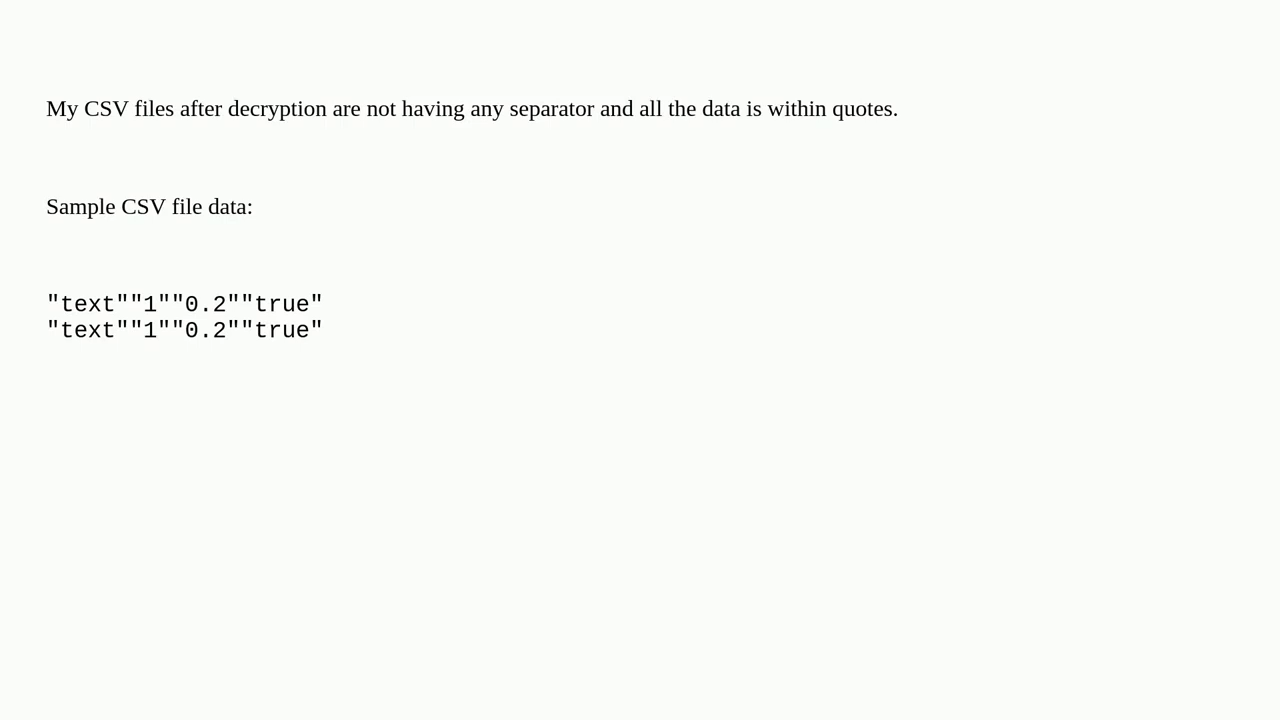 My CSV files after decryption are not having any separator and all the data is within quotes.
Sample CSV file data:
"text""1""0.2""true"
"text""1""0.2""true"